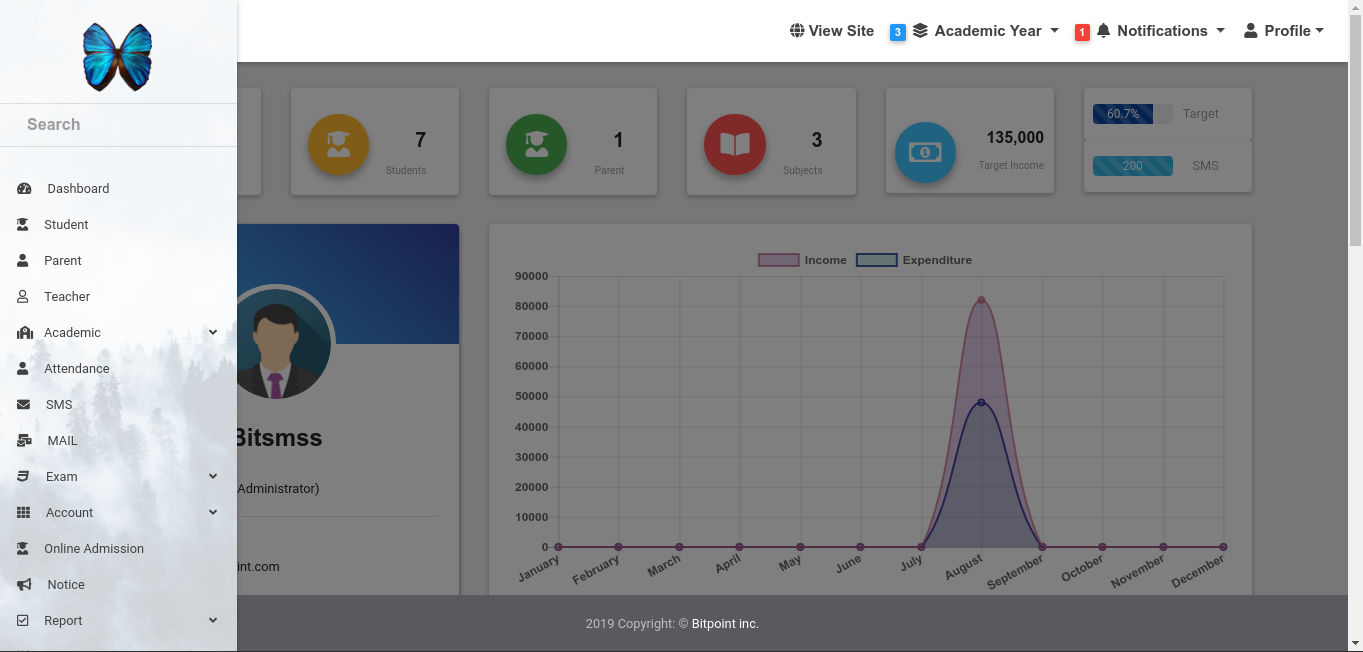 View Site
3 Academic Year
1 Notifications
Profile
Search
Dashboard
Student
Parent
Teacher
Academic
Attendance
SMS
MAIL
Exam
Account
Online Admission
Notice
Report
7
Students
1
Parent
3
Subjects
135,000
Target Income
60.7% Target
200 SMS
Bitsmss
Administrator)
int.com
Income Expenditure
90000
80000
70000
60000
50000
40000
30000
20000
10000
0
January February March April May June July August September October November December
2019 Copyright: © Bitpoint inc.